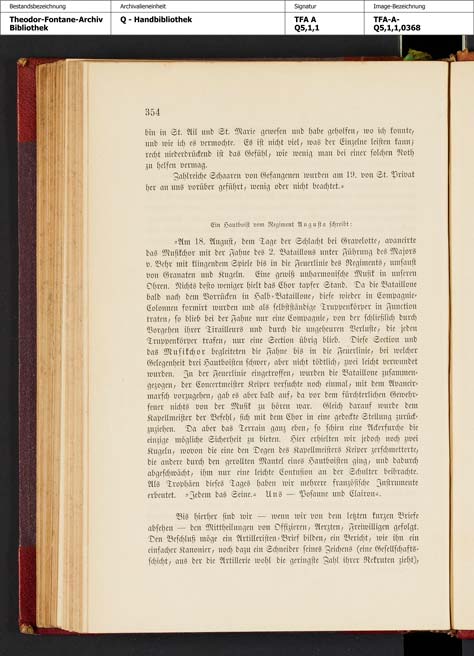 Bestandsbezeichnung
Archivalieneinheit
Signatur
Image-Bezeichnung
Theodor-Fontane-Archiv
Bibliothek
Q - Handbibliothek
TFA A
Q5,1,1
TFA-A-
Q5,1,1,0368
354
bin in St. Ail und St. Marie gewesen und habe geholfen, wo ich konnte,
und wie ich es vermochte. Es ist nicht viel, was der Einzelne leisten kann;
recht niederdrückend ist das Gefühl, wie wenig man bei einer solchen Noth
zu helfen vermag.
Zahlreiche Schaaren von Gefangenen wurden am 19. von St. Privat
her an uns vorüber geführt, wenig oder nicht beachtet.«
Ein Hautboist vom Regiment Augusta schreibt:
»Am 18. August, dem Tage der Schlacht bei Gravelotte, avancirte
das Musikchor mit der Fahne des 2. Bataillons unter Führung des Majors
v. Behr mit klingendem Spiele bis in die Feuerlinie des Regiments, umsaust
von Granaten und Kugeln. Eine gewiß unharmonische Musik in unseren
Ohren. Nichts desto weniger hielt das Chor tapfer Stand. Da die Bataillone
bald nach dem Vorrücken in Halb-Bataillone, diese wieder in Compagnie-
Colonnen formirt wurden und als selbstständige Truppenkörper in Function
traten, so blieb bei der Fahne nur eine Compagnie, von der schließlich durch
Vorgehen ihrer Tirailleurs und durch die ungeheuren Verluste, die jeden
Truppenkörper trafen, nur eine Section übrig blieb. Diese Section und
das Musikchor begleiteten die Fahne bis in die Feuerlinie, bei welcher
Gelegenheit drei Hautboisten schwer, aber nicht tödtlich, zwei leicht verwundet
wurden. In der Feuerlinie eingetroffen, wurden die Bataillone zusammen-
gezogen, der Concertmeister Keiper versuchte noch einmal, mit dem Avancir-
marsch vorzugehen, gab es aber bald auf, da vor dem fürchterlichen Gewehr-
feuer nichts von der Musik zu hören war. Gleich darauf wurde dem
Kapellmeister der Befehl, sich mit dem Chor in eine gedeckte Stellung zurück-
zuziehen. Da aber das Terrain ganz eben, so schien eine Ackerfurche die
einzige mögliche Sicherheit zu bieten. Hier erhielten wir jedoch noch zwei
Kugeln, wovon die eine den Degen des Kapellmeisters Keiper zerschmetterte,
die andere durch den gerollten Mantel eines Hautboisten ging, und dadurch
abgeschwächt, ihm nur eine leichte Contusion an der Schulter beibrachte.
Als Trophäen dieses Tages haben wir mehrere französische Instrumente
erbeutet. »Jedem das Seine.« Uns — Posaune und Clairon«.
Bis hierher sind wir — wenn wir von dem letzten kurzen Briefe
absehen — den Mittheilungen von Offizieren, Aerzten, Freiwilligen gefolgt.
Den Beschluß möge ein Artilleristen-Brief bilden, ein Bericht, wie ihn ein
einfacher Kanonier, noch dazu ein Schneider seines Zeichens (eine Gesellschafts-
schicht, aus der die Artillerie wohl die geringste Zahl ihrer Rekruten zieht),